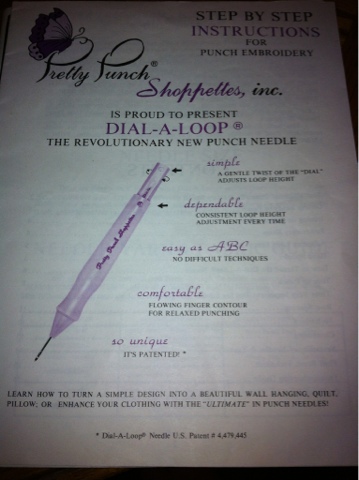 STEP BY STEP
INSTRUCTIONS
FOR
PUNCH EMBROIDERY
Pretty Punch®
Shoppettes, inc.
IS PROUD TO PRESENT
DIAL-A-LOOP ®
THE REVOLUTIONARY NEW PUNCH NEEDLE
simple
A GENTLE TWIST OF THE "DIAL"
ADJUSTS LOOP HEIGHT
dependable
CONSISTENT LOOP HEIGHT
ADJUSTMENT EVERY TIME
Pretty Punch Shoppettes
easy as ABC
NO DIFFICULT TECHNIQUES
comfortable
FLOWING FINGER CONTOUR
FOR RELAXED PUNCHING
so unique
IT'S PATENTED! *
LEARN HOW TO TURN A SIMPLE DESIGN INTO A BEAUTIFUL WALL HANGING, QUILT,
PILLOW; OR ENHANCE YOUR CLOTHING WITH THE "ULTIMATE" IN PUNCH NEEDLES!
* Dial-A-Loop® Needle U.S. Patent # 4,479,445